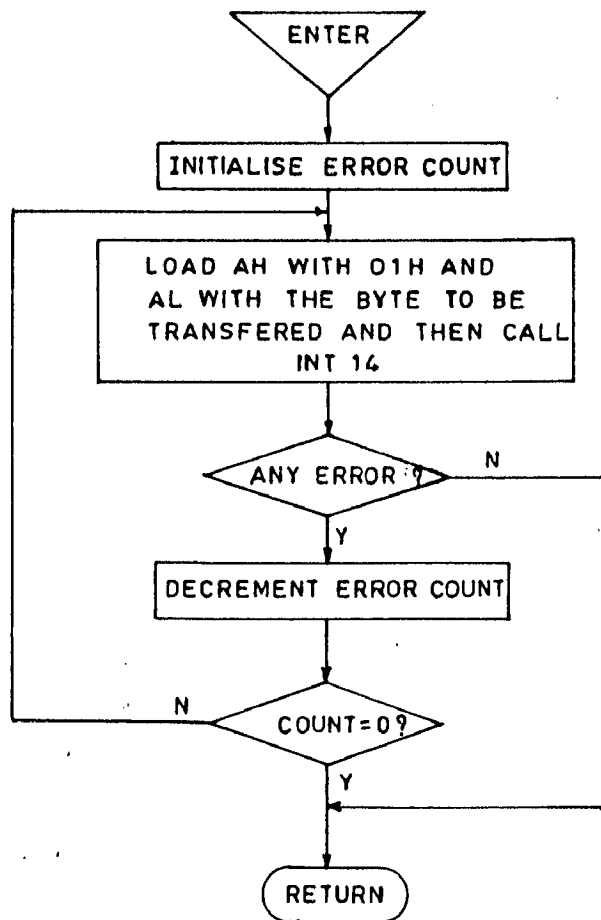 ENTER
INITIALISE ERROR COUNT
LOAD AH WITH 01H AND
AL WITH THE BYTE TO BE
TRANSFERED AND THEN CALL
INT 14
ANY ERROR ?
N
Y
DECREMENT ERROR COUNT
N
COUNT=0?
Y
RETURN